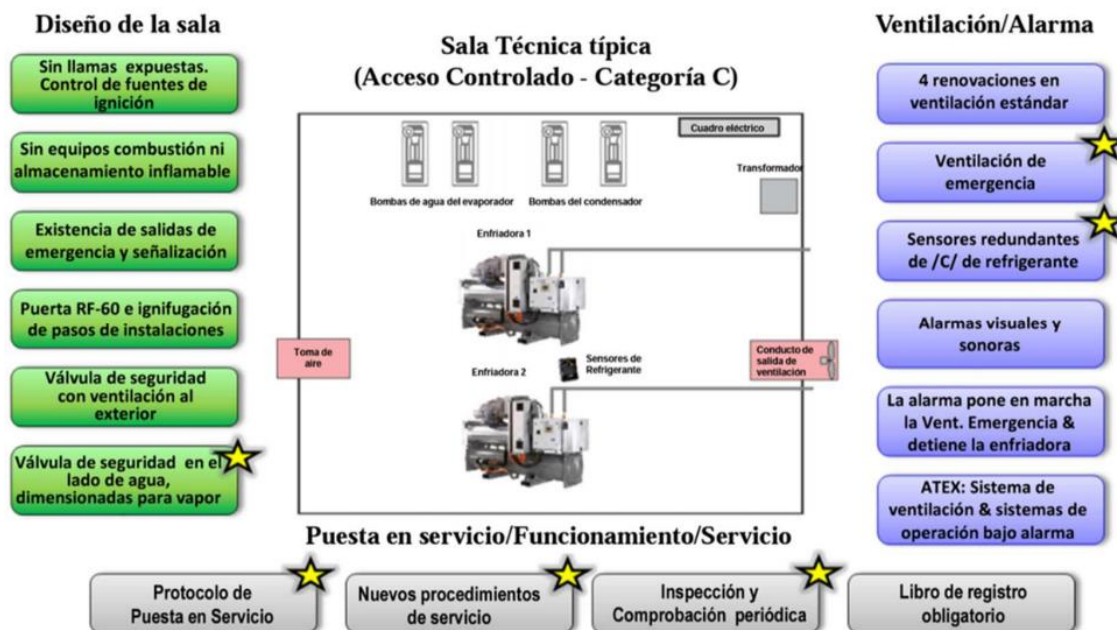 Diseño de la sala
Sin llamas expuestas.
Control de fuentes de
ignición
Sin equipos combustión ni
almacenamiento inflamable
Existencia de salidas de
emergencia y señalización
Puerta RF-60 e ignifugación
de pasos de instalaciones
Válvula de seguridad
con ventilación al
exterior
Válvula de seguridad en el
lado de agua,
dimensionadas para vapor
Sala Técnica típica
(Acceso Controlado - Categoría C)
Cuadro eléctrico
Transformador
Bombas de agua del evaporador
Bombas del condensador
Enfriadora 1
Toma de
aire
Sensores de
Refrigerante
Conducto de
salida de
ventilación
Enfriadora 2
Ventilación/Alarma
4 renovaciones en
ventilación estándar
Ventilación de
emergencia
Sensores redundantes
de /C/ de refrigerante
Alarmas visuales y
sonoras
La alarma pone en marcha
la Vent. Emergencia &
detiene la enfriadora
ATEX: Sistema de
ventilación & sistemas de
operación bajo alarma
Puesta en servicio/Funcionamiento/Servicio
Protocolo de
Puesta en Servicio
Nuevos procedimientos
de servicio
Inspección y
Comprobación periódica
Libro de registro
obligatorio